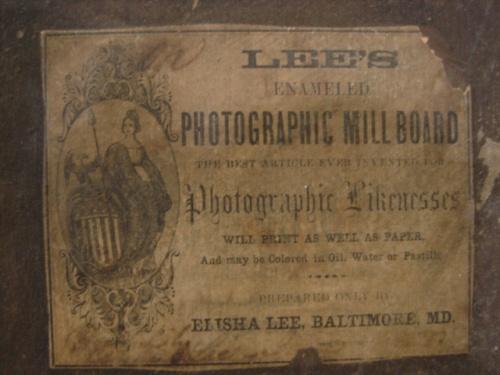 LEE'S
ENAMELED
PHOTOGRAPHIC MILL BOARD
THE BEST ARTICLE EVER INVENTED FOR
Photographic Likenesses
WILL PRINT AS WELL AS PAPER,
And may be Colored in Oil, Water or Pastille
PREPARED ONLY BY
ELISHA LEE, BALTIMORE, MD.